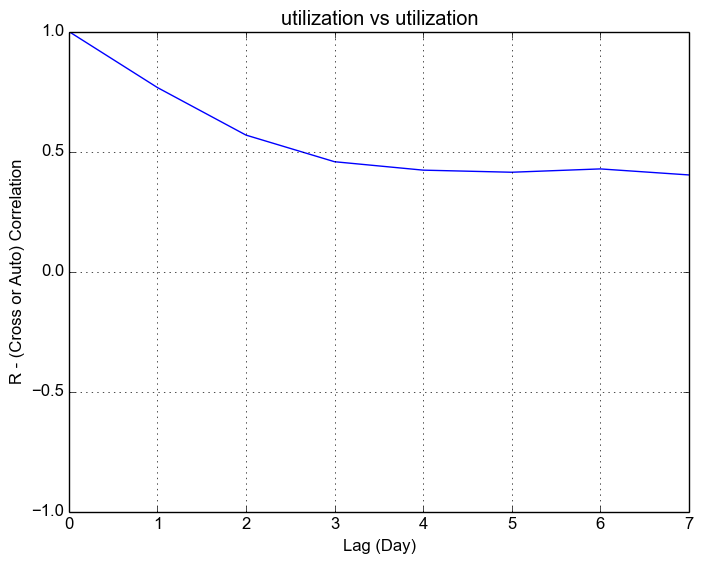 utilization vs utilization
1.0
0.5
0.0
−0.5
−1.0
R - (Cross or Auto) Correlation
0 1 2 3 4 5 6 7
Lag (Day)